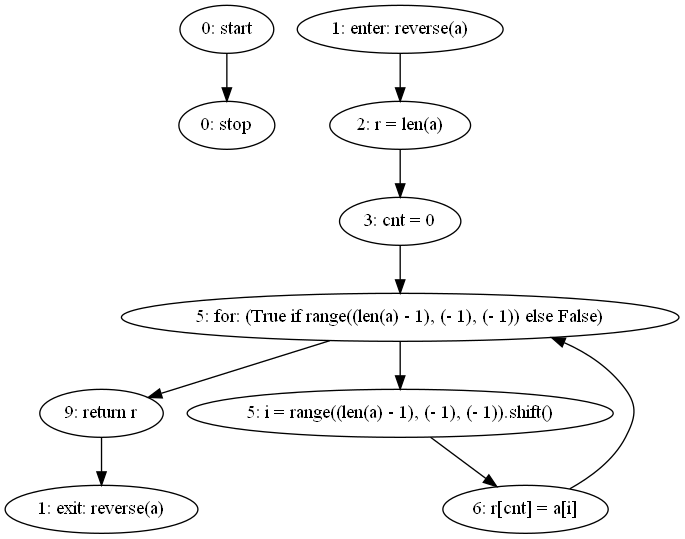 0: start
1: enter: reverse(a)
0: stop
2: r = len(a)
3: cnt = 0
5: for: (True if range((len(a) - 1), (- 1), (- 1)) else False)
9: return r
5: i = range((len(a) - 1), (- 1), (- 1)).shift()
1: exit: reverse(a)
6: r[cnt] = a[i]